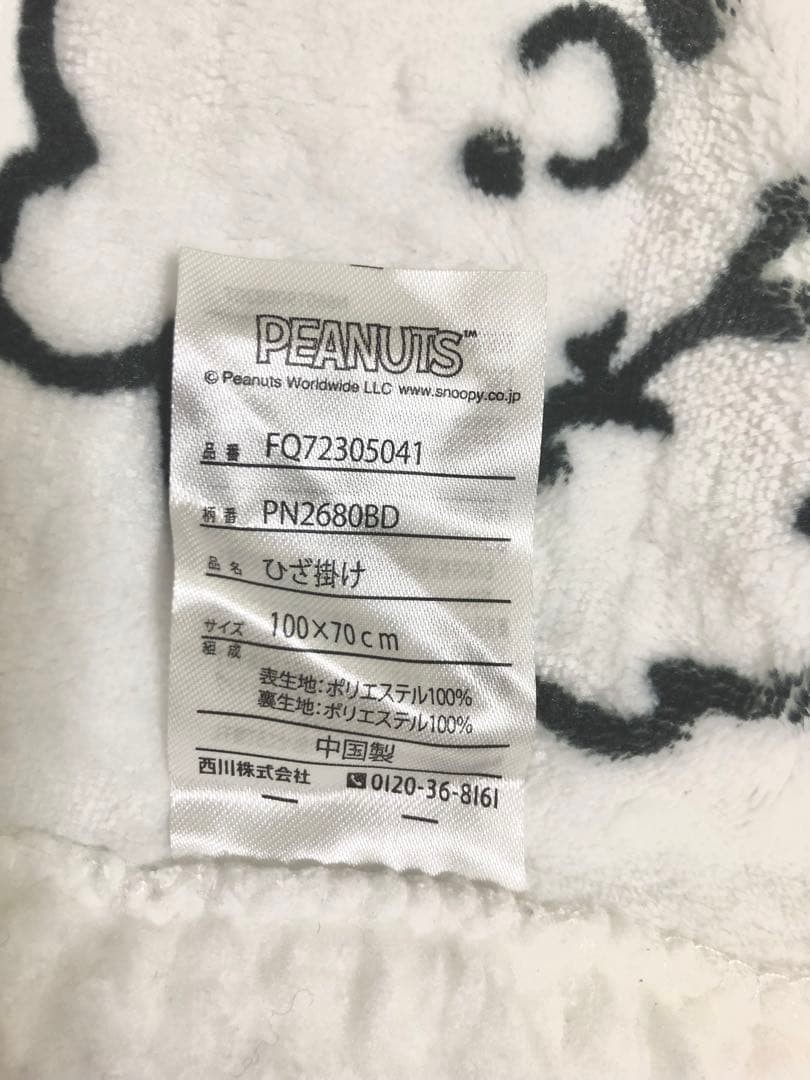 PEANUTS™
© Peanuts Worldwide LLC www.snoopy.co.jp
品番 FQ72305041
柄番 PN2680BD
品名 ひざ掛け
サイズ 100×70cm
組成
表生地:ポリエステル100%
裏生地:ポリエステル100%
中国製
西川株式会社 0120-36-8161